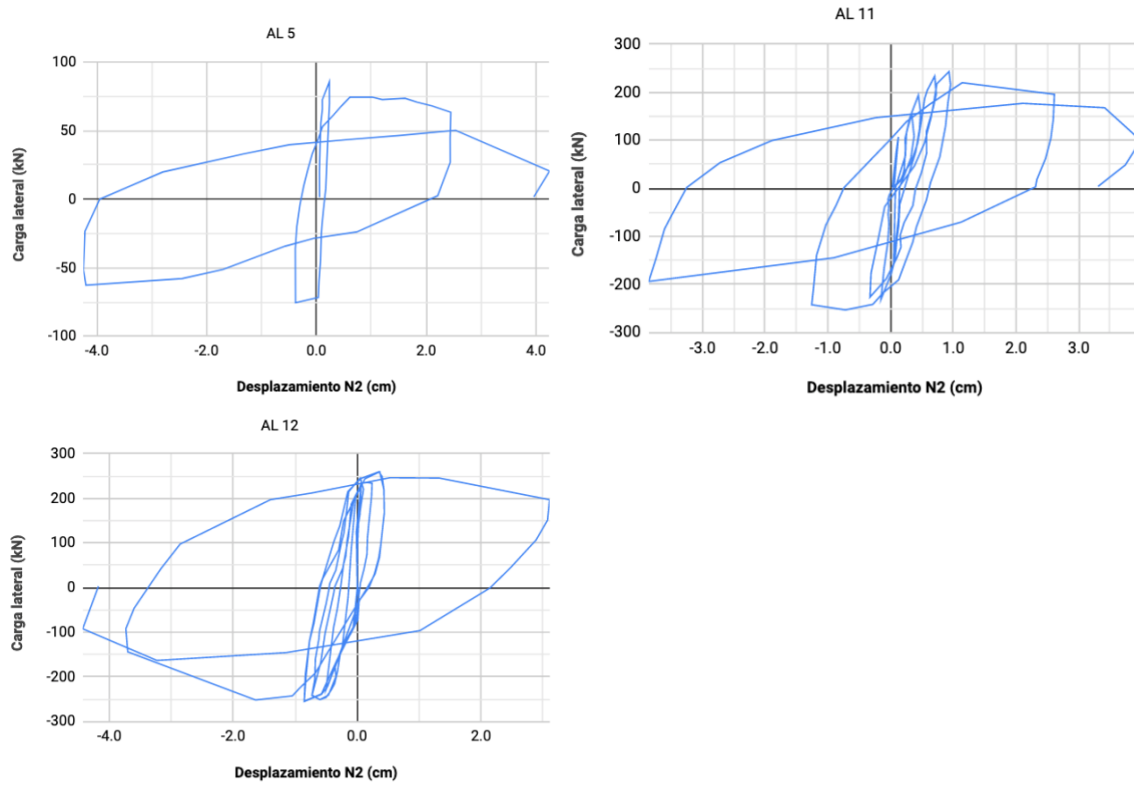 AL 5
100
50
0
-50
-100
Carga lateral (kN)
-4.0 -2.0 0.0 2.0 4.0
Desplazamiento N2 (cm)
AL 11
300
200
100
0
-100
-200
-300
Carga lateral (kN)
-3.0 -2.0 -1.0 0.0 1.0 2.0 3.0
Desplazamiento N2 (cm)
AL 12
300
200
100
0
-100
-200
-300
Carga lateral (kN)
-4.0 -2.0 0.0 2.0
Desplazamiento N2 (cm)